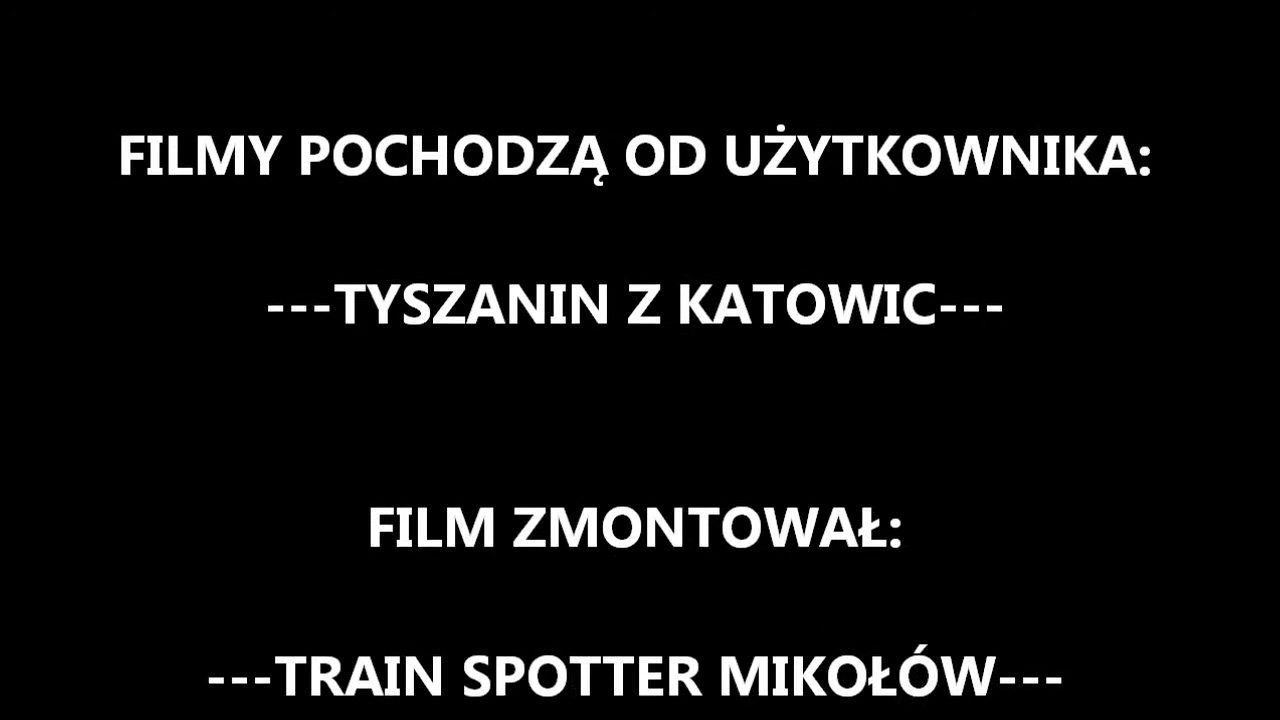 FILMY POCHODZĄ OD UŻYTKOWNIKA:
---TYSZANIN Z KATOWIC---
FILM ZMONTOWAŁ:
---TRAIN SPOTTER MIKOŁÓW---